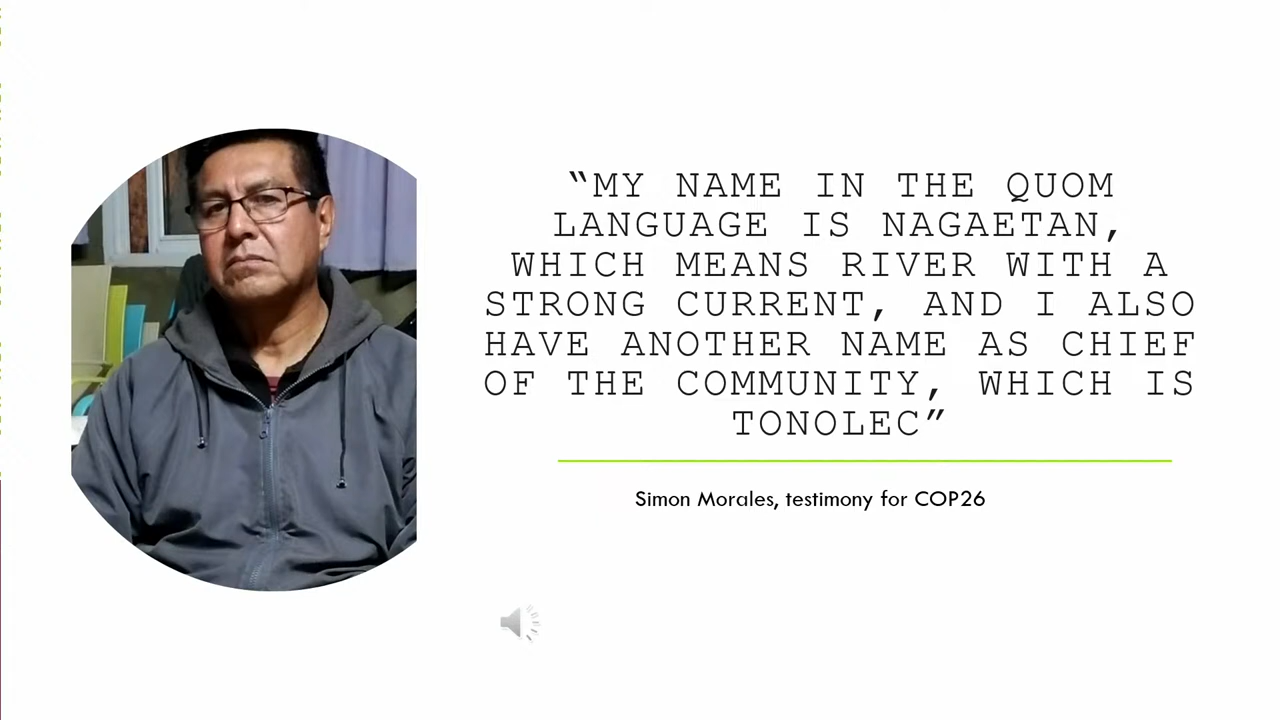 “MY NAME IN THE QUOM
LANGUAGE IS NAGAETAN,
WHICH MEANS RIVER WITH A
STRONG CURRENT, AND I ALSO
HAVE ANOTHER NAME AS CHIEF
OF THE COMMUNITY, WHICH IS
TONOLEC”
Simon Morales, testimony for COP26